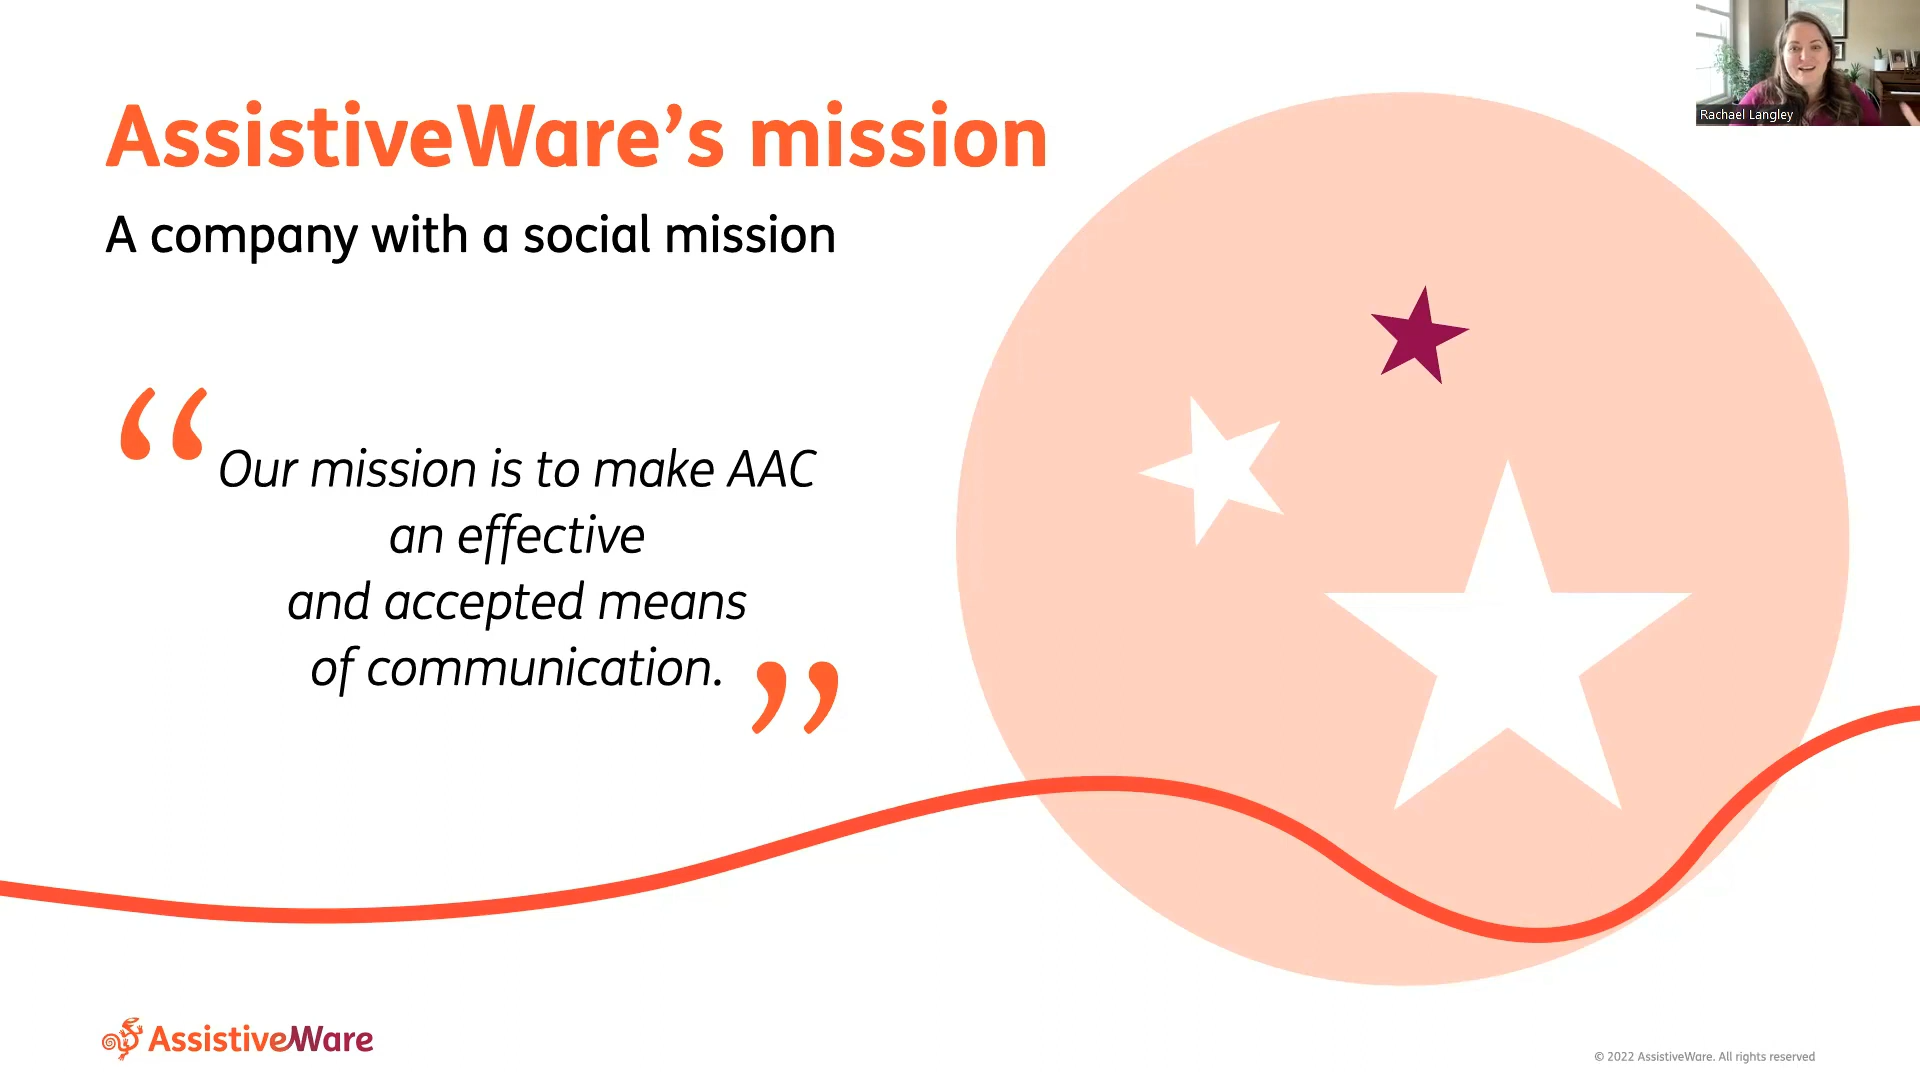 AssistiveWare’s mission
A company with a social mission
“
Our mission is to make AAC
an effective
and accepted means
of communication.
”
Rachael Langley
AssistiveWare
© 2022 AssistiveWare. All rights reserved